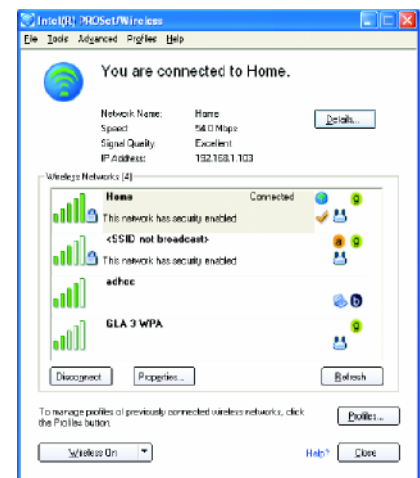 Intel(R) PROSet/Wireless
File Tools Advanced Profiles Help
You are connected to Home.
Network Name: Home
Speed: 54.0 Mbps
Signal Quality: Excellent
IP Address: 192.168.1.103
Details...
Wireless Networks (4)
Home Connected
This network has security enabled
g
<SSID not broadcast>
This network has security enabled
a g
adhoc
b
GLA 3 WPA
g
Disconnect Properties... Refresh
To manage profiles of previously connected wireless networks, click
the Profiles button.
Profiles...
Wireless On Help? Close